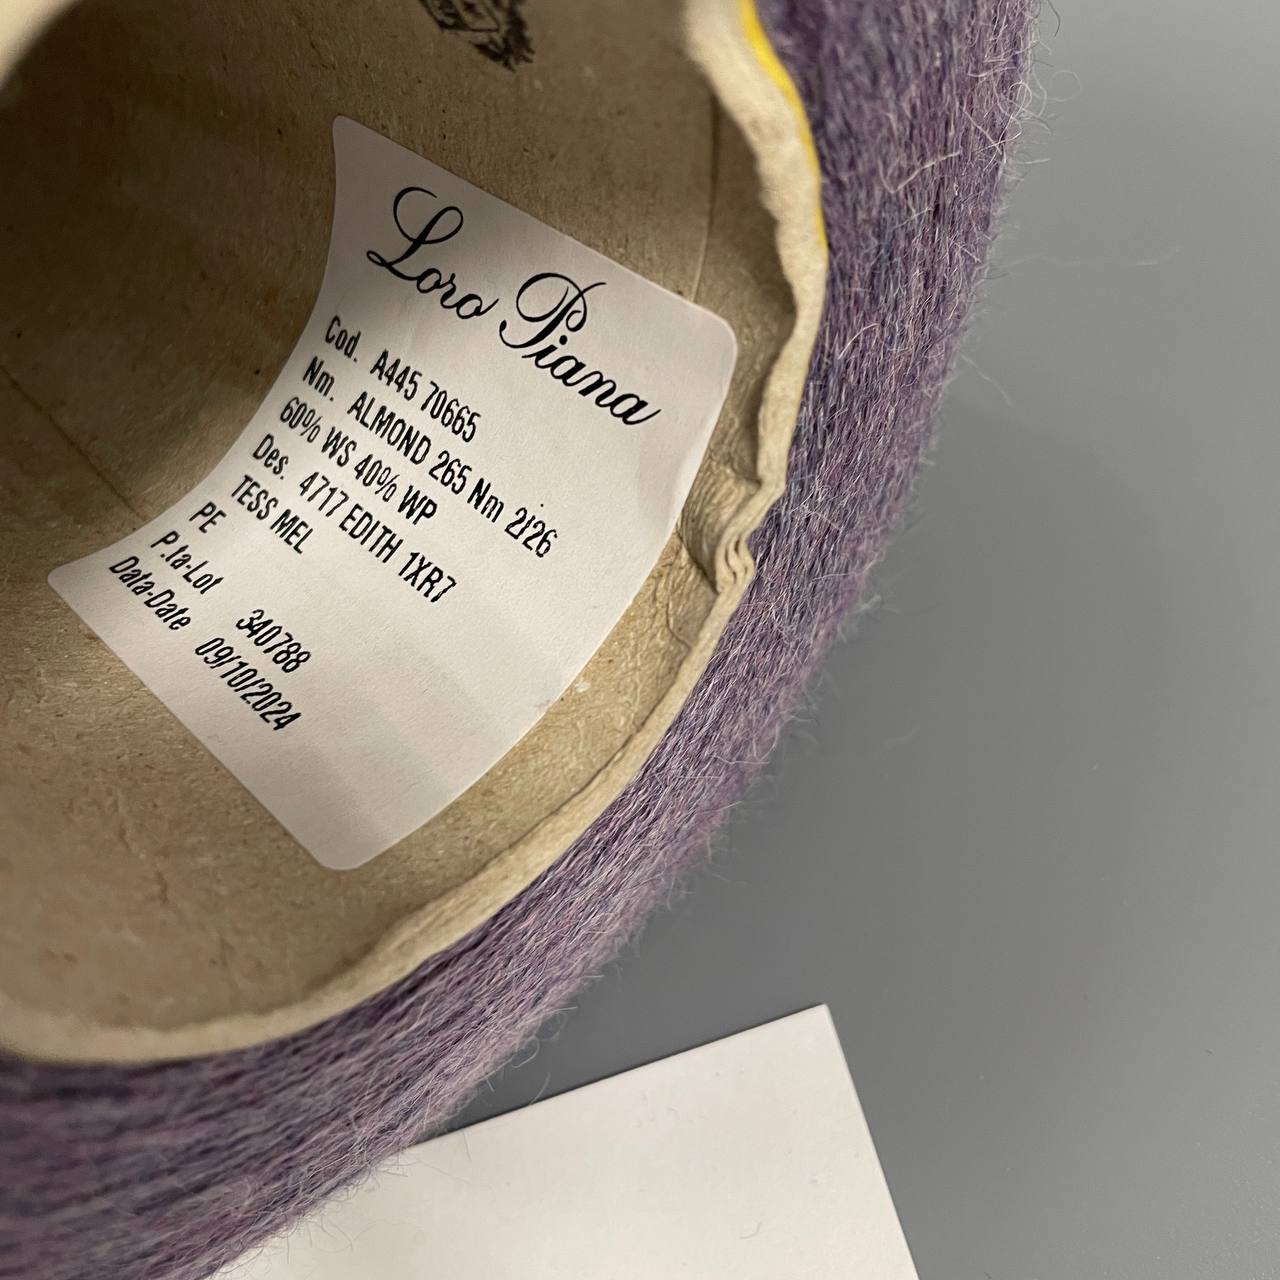 Loro Piana
Cod. A445 70665
Nm. ALMOND 265 Nm 2/26
60% WS 40% WP
Des. 4717 EDITH 1XR7
TESS MEL
PE
P.ta-Lot 340788
Data-Date 09/10/2024